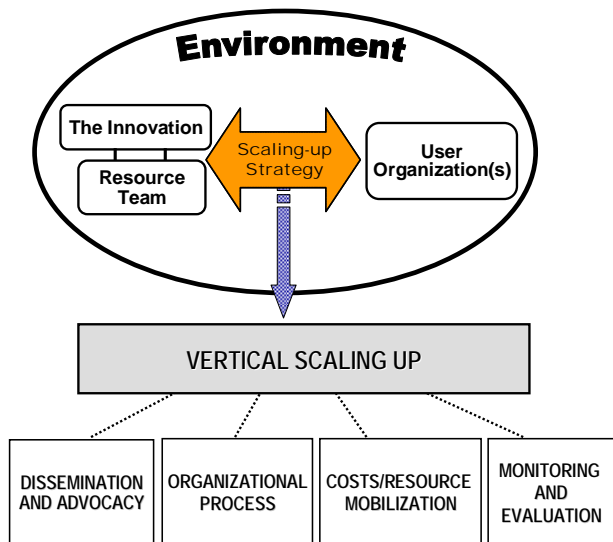 Environment
The Innovation
Resource
Team
Scaling-up
Strategy
User
Organization(s)
VERTICAL SCALING UP
DISSEMINATION
AND ADVOCACY
ORGANIZATIONAL
PROCESS
COSTS/RESOURCE
MOBILIZATION
MONITORING
AND
EVALUATION